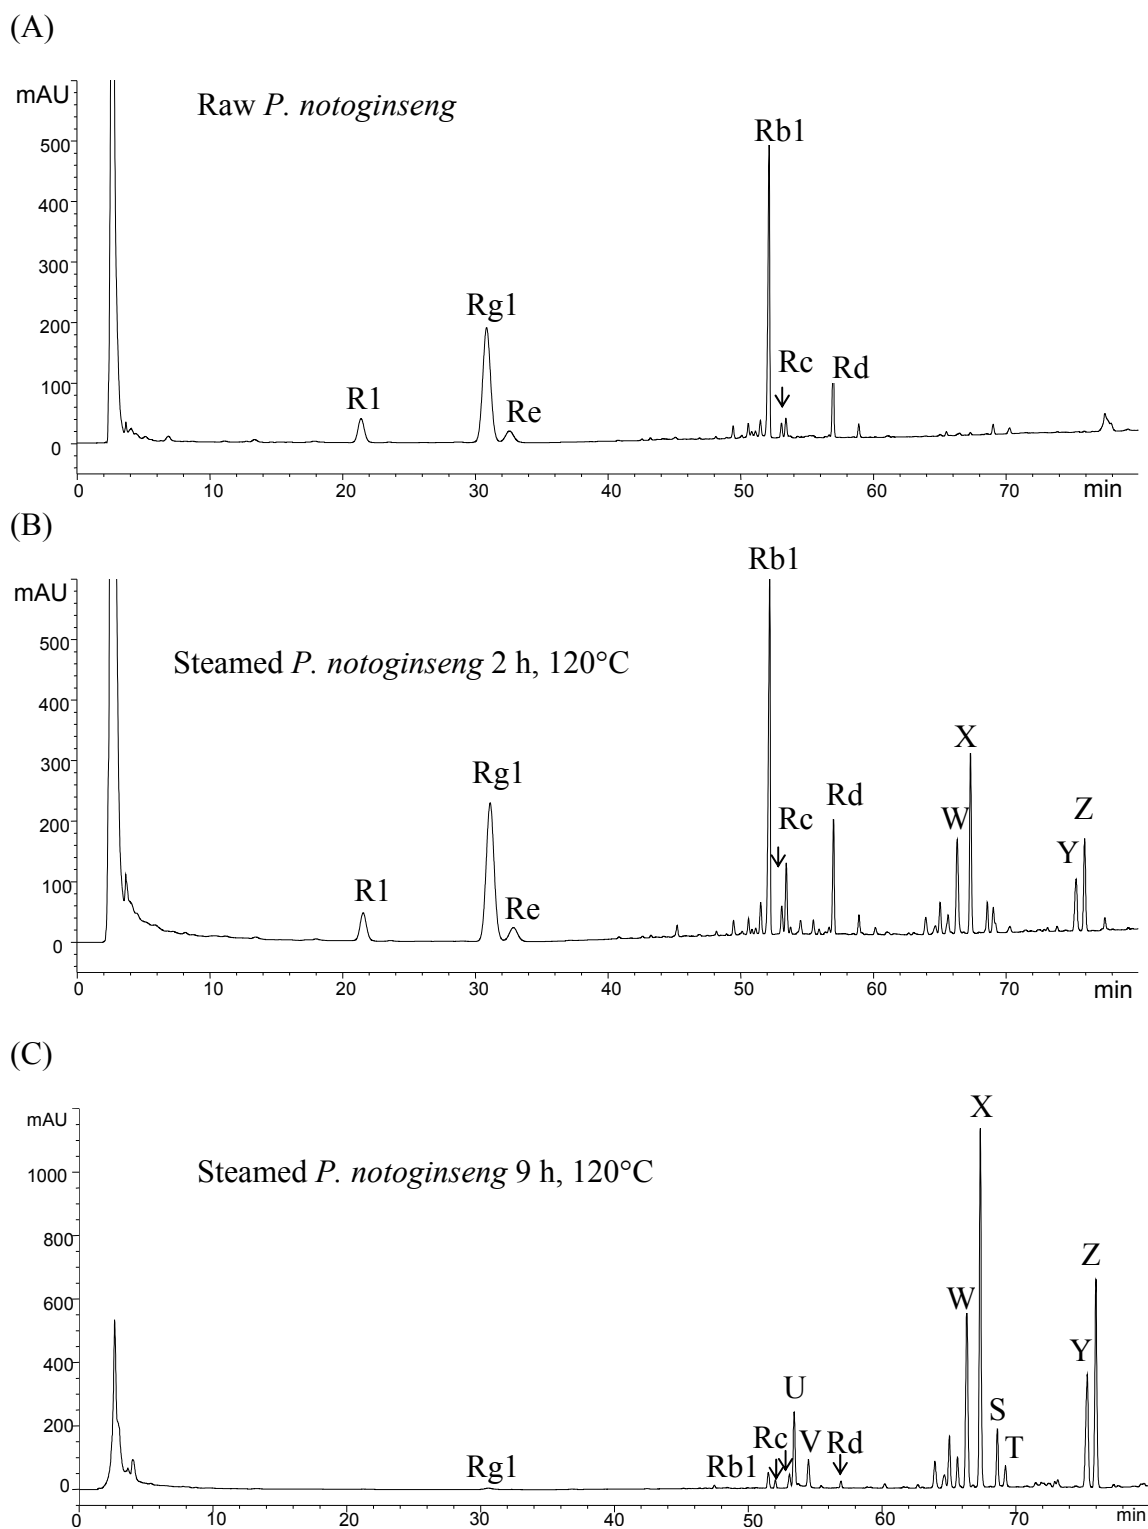 (A)
mAU
Raw P. notoginseng
500
400
300
200
100
0
Rb1
Rg1
R1
Re
Rc
Rd
0 10 20 30 40 50 60 70 min
(B)
mAU
Steamed P. notoginseng 2 h, 120°C
500
400
300
200
100
0
Rb1
X
Rg1
Rd
Rc
W
Z
Y
R1
Re
0 10 20 30 40 50 60 70 min
(C)
mAU
Steamed P. notoginseng 9 h, 120°C
1000
800
600
400
200
0
X
Z
W
Y
U
S
Rc
V
Rd
T
Rg1
Rb1
0 10 20 30 40 50 60 70 min